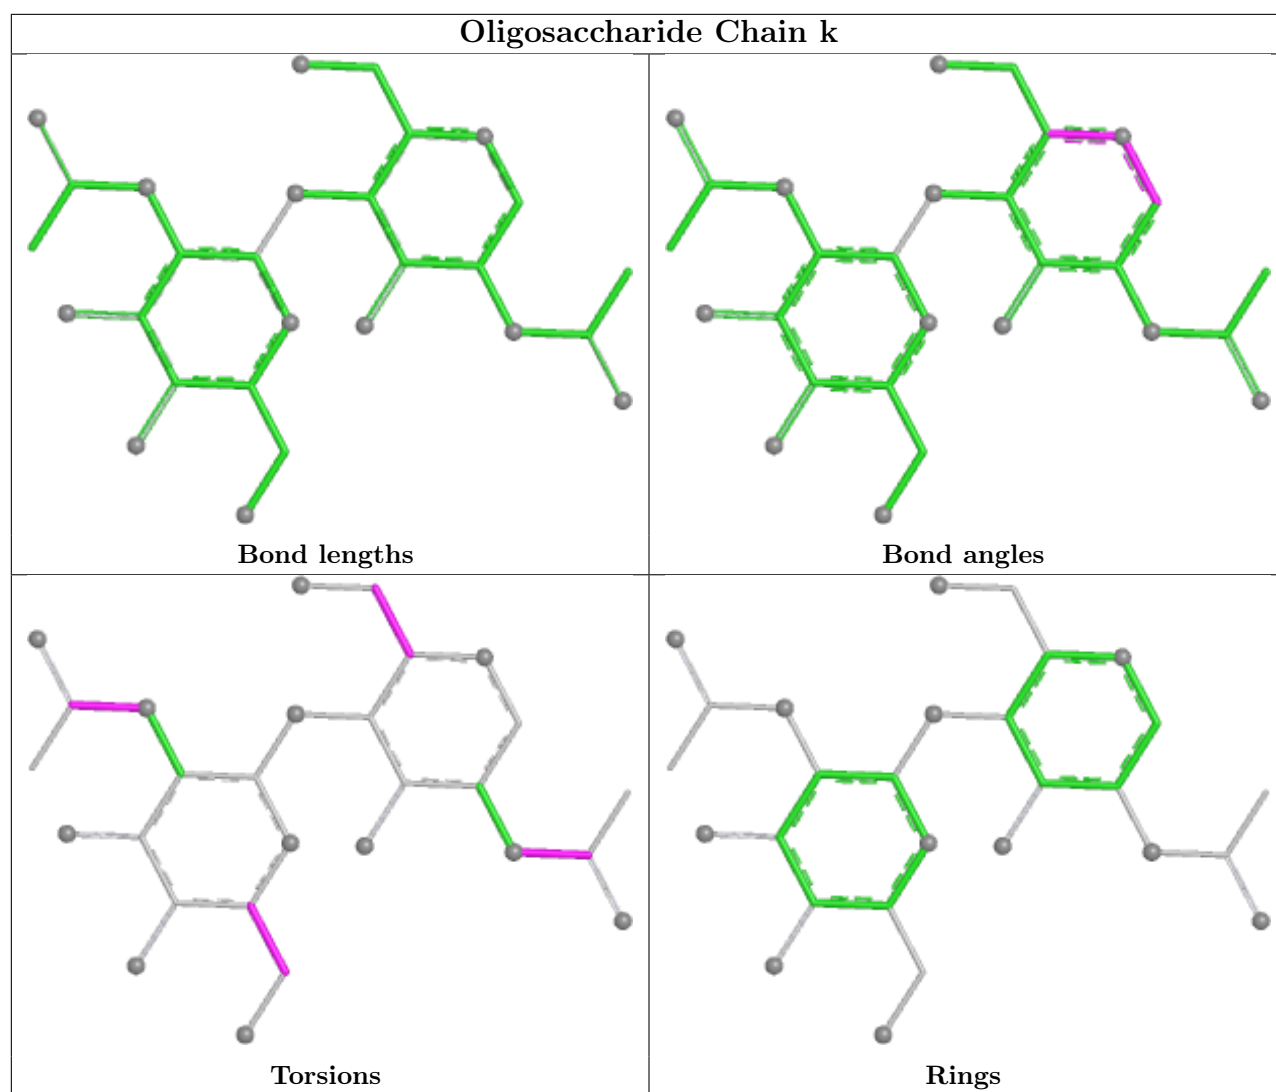 Oligosaccharide Chain k
Bond lengths
Bond angles
Torsions
Rings